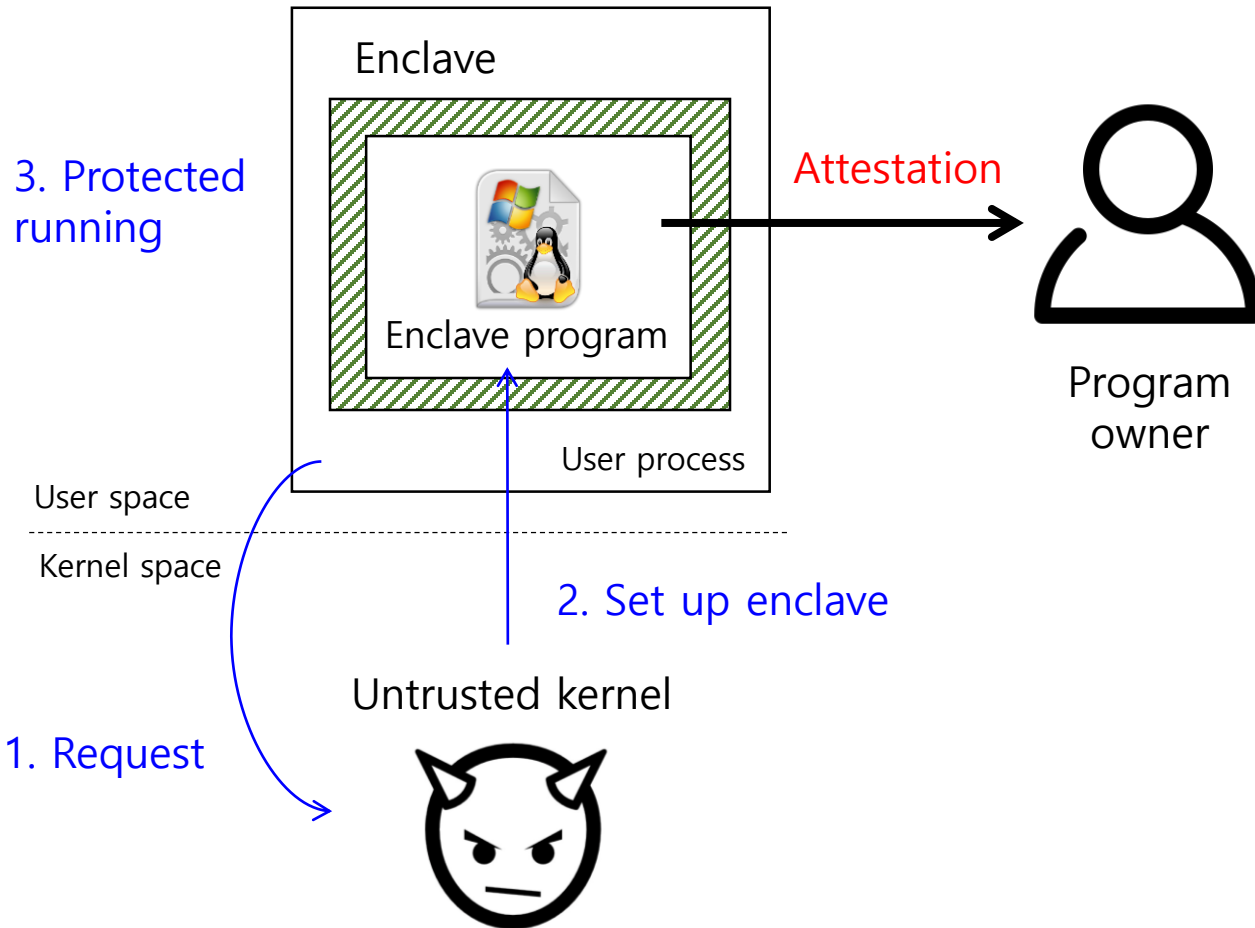 Enclave
3. Protected
running
Attestation
Enclave program
Program
owner
User process
User space
Kernel space
2. Set up enclave
Untrusted kernel
1. Request